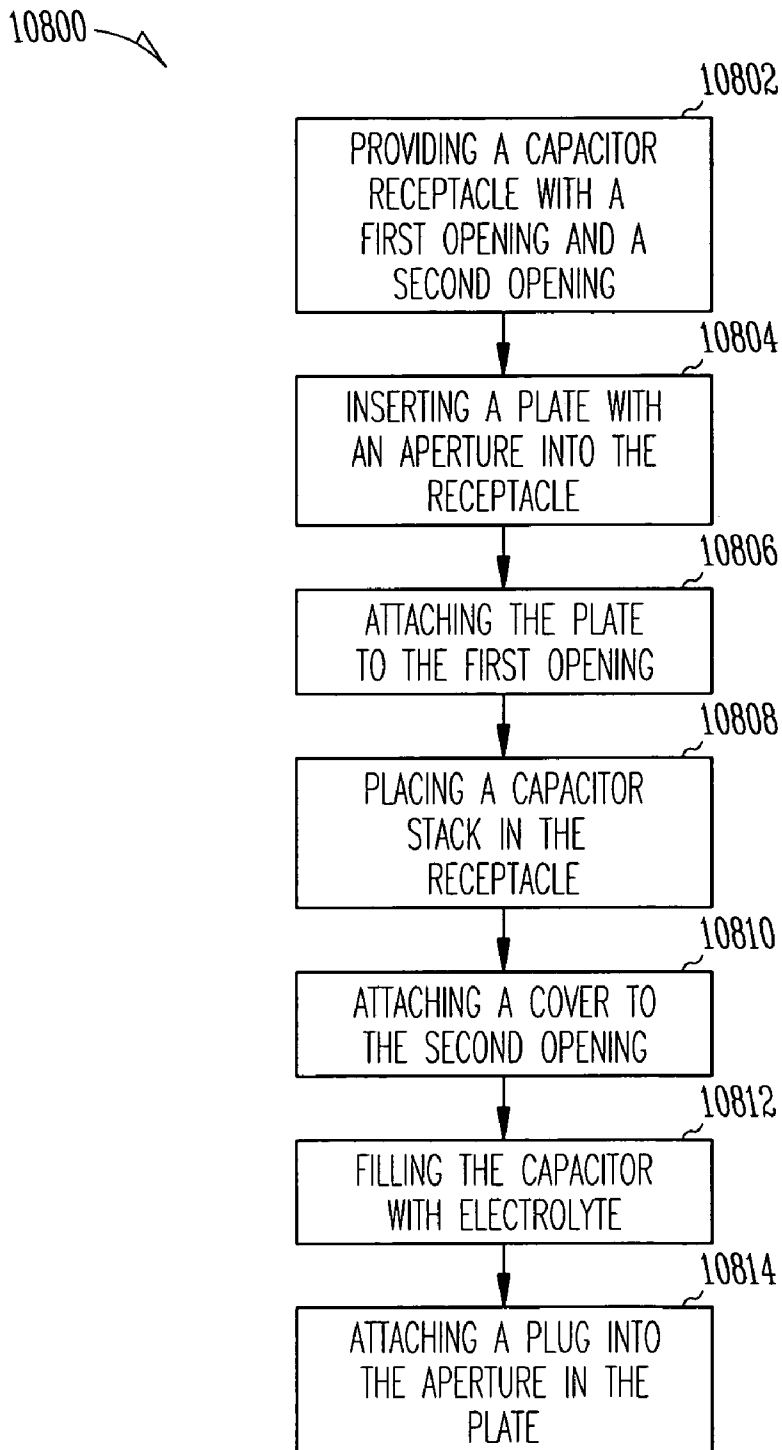 10800
10802
PROVIDING A CAPACITOR
RECEPTACLE WITH A
FIRST OPENING AND A
SECOND OPENING
10804
INSERTING A PLATE WITH
AN APERTURE INTO THE
RECEPTACLE
10806
ATTACHING THE PLATE
TO THE FIRST OPENING
10808
PLACING A CAPACITOR
STACK IN THE
RECEPTACLE
10810
ATTACHING A COVER TO
THE SECOND OPENING
10812
FILLING THE CAPACITOR
WITH ELECTROLYTE
10814
ATTACHING A PLUG INTO
THE APERTURE IN THE
PLATE